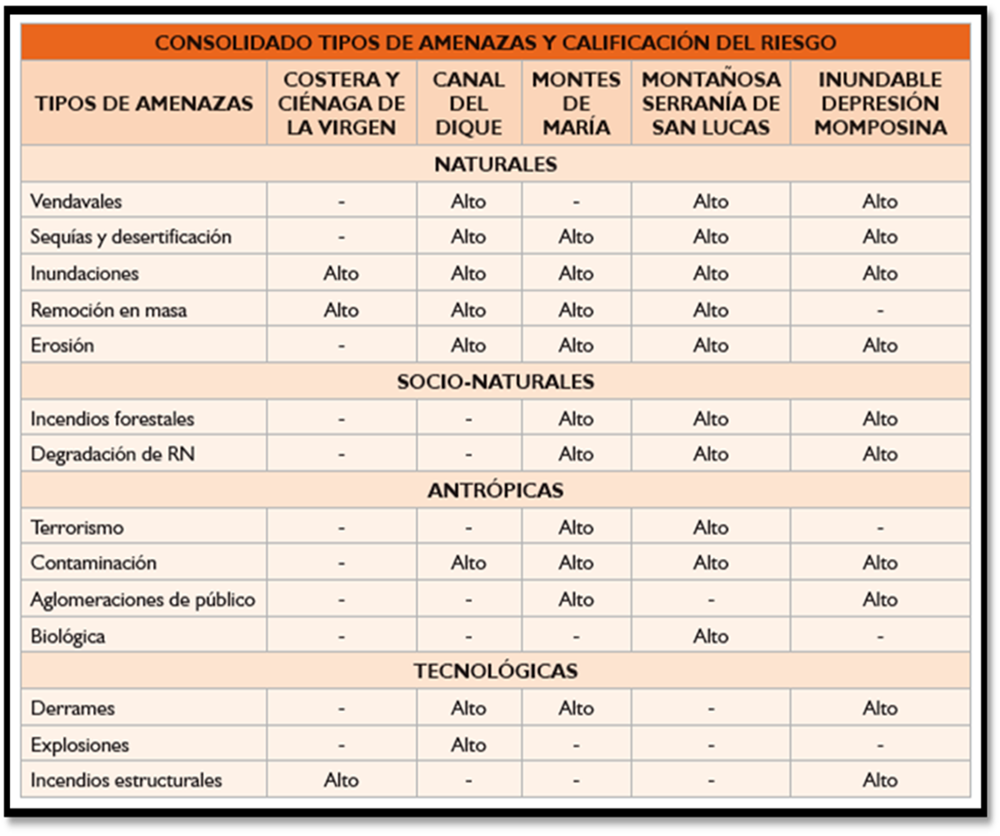 CONSOLIDADO TIPOS DE AMENAZAS Y CALIFICACIÓN DEL RIESGO
TIPOS DE AMENAZAS COSTERA Y CIÉNAGA DE LA VIRGEN CANAL DEL DIQUE MONTES DE MARÍA MONTAÑOSA SERRANÍA DE SAN LUCAS INUNDABLE DEPRESIÓN MOMPOSINA
NATURALES
Vendavales - Alto - Alto Alto
Sequías y desertificación - Alto Alto Alto Alto
Inundaciones Alto Alto Alto Alto Alto
Remoción en masa Alto Alto Alto Alto -
Erosión - Alto Alto Alto Alto
SOCIO-NATURALES
Incendios forestales - - Alto Alto Alto
Degradación de RN - - Alto Alto Alto
ANTRÓPICAS
Terrorismo - - Alto Alto -
Contaminación - Alto Alto Alto Alto
Aglomeraciones de público - - Alto - Alto
Biológica - - - Alto -
TECNOLÓGICAS
Derrames - Alto Alto - Alto
Explosiones - Alto - - -
Incendios estructurales Alto - - - Alto